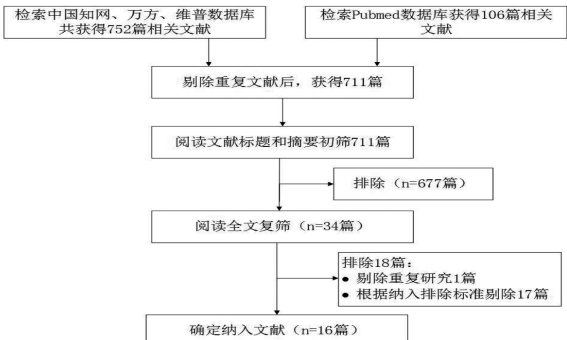 检索中国知网、万方、维普数据库
共获得752篇相关文献
检索Pubmed数据库获得106篇相关
文献
剔除重复文献后，获得711篇
阅读文献标题和摘要初筛711篇
排除（n=677篇）
阅读全文复筛（n=34篇）
排除18篇：
● 剔除重复研究1篇
● 根据纳入排除标准剔除17篇
确定纳入文献（n=16篇）